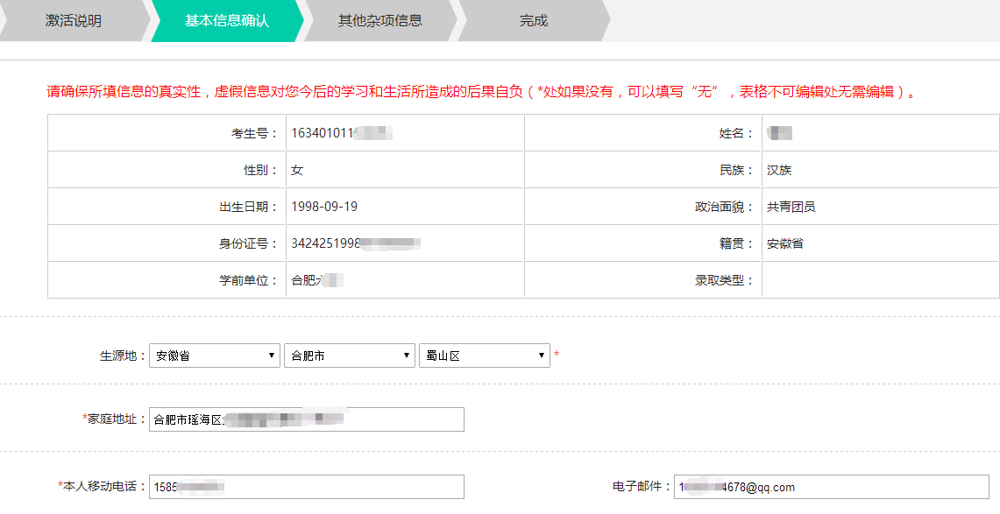 激活说明 基本信息确认 其他杂项信息 完成
请确保所填信息的真实性，虚假信息对您今后的学习和生活所造成的后果自负（*处如果没有，可以填写“无”，表格不可编辑处无需编辑）。
考生号： 163401011 姓名：
性别： 女 民族： 汉族
出生日期： 1998-09-19 政治面貌： 共青团员
身份证号： 3424251998 籍贯： 安徽省
学前单位： 合肥 录取类型：
生源地： 安徽省 合肥市 蜀山区 *
*家庭地址： 合肥市瑶海区
*本人移动电话： 1585 电子邮件： 1 4678@qq.com